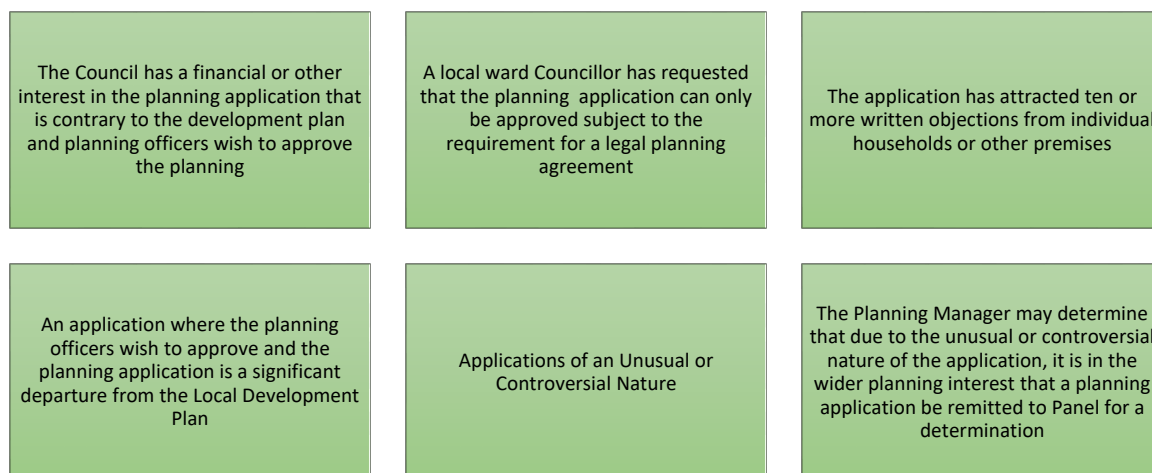 The Council has a financial or other
interest in the planning application that
is contrary to the development plan
and planning officers wish to approve
the planning
A local ward Councillor has requested
that the planning application can only
be approved subject to the
requirement for a legal planning
agreement
The application has attracted ten or
more written objections from individual
households or other premises
An application where the planning
officers wish to approve and the
planning application is a significant
departure from the Local Development
Plan
Applications of an Unusual or
Controversial Nature
The Planning Manager may determine
that due to the unusual or controversial
nature of the application, it is in the
wider planning interest that a planning
application be remitted to Panel for a
determination